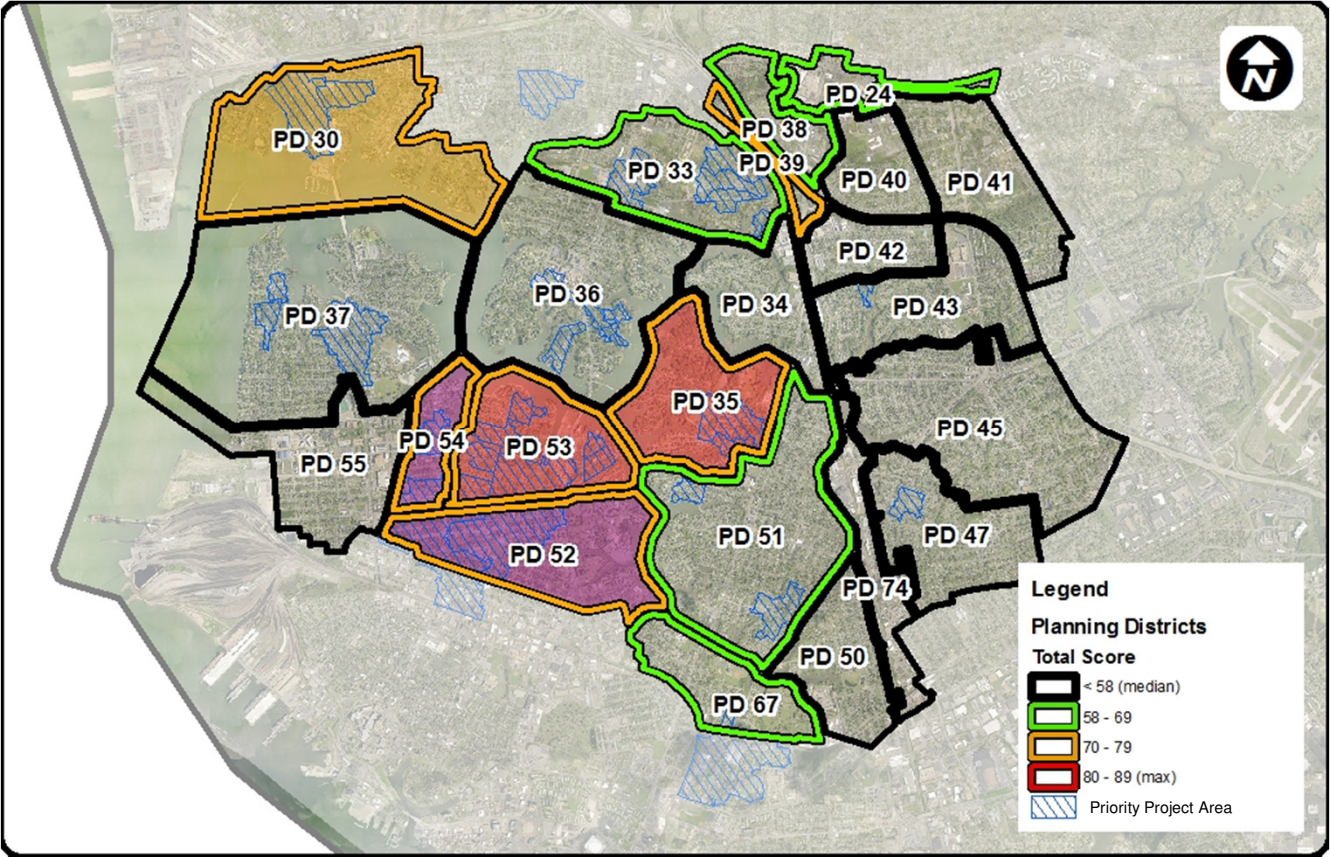 N
PD 24
PD 38
PD 30
PD 39
PD 33
PD 40
PD 41
PD 42
PD 36
PD 34
PD 43
PD 37
PD 35
PD 45
PD 54
PD 53
PD 55
PD 51
PD 47
PD 52
PD 74
PD 50
PD 67
Legend
Planning Districts
Total Score
< 58 (median)
58 - 69
70 - 79
80 - 89 (max)
Priority Project Area